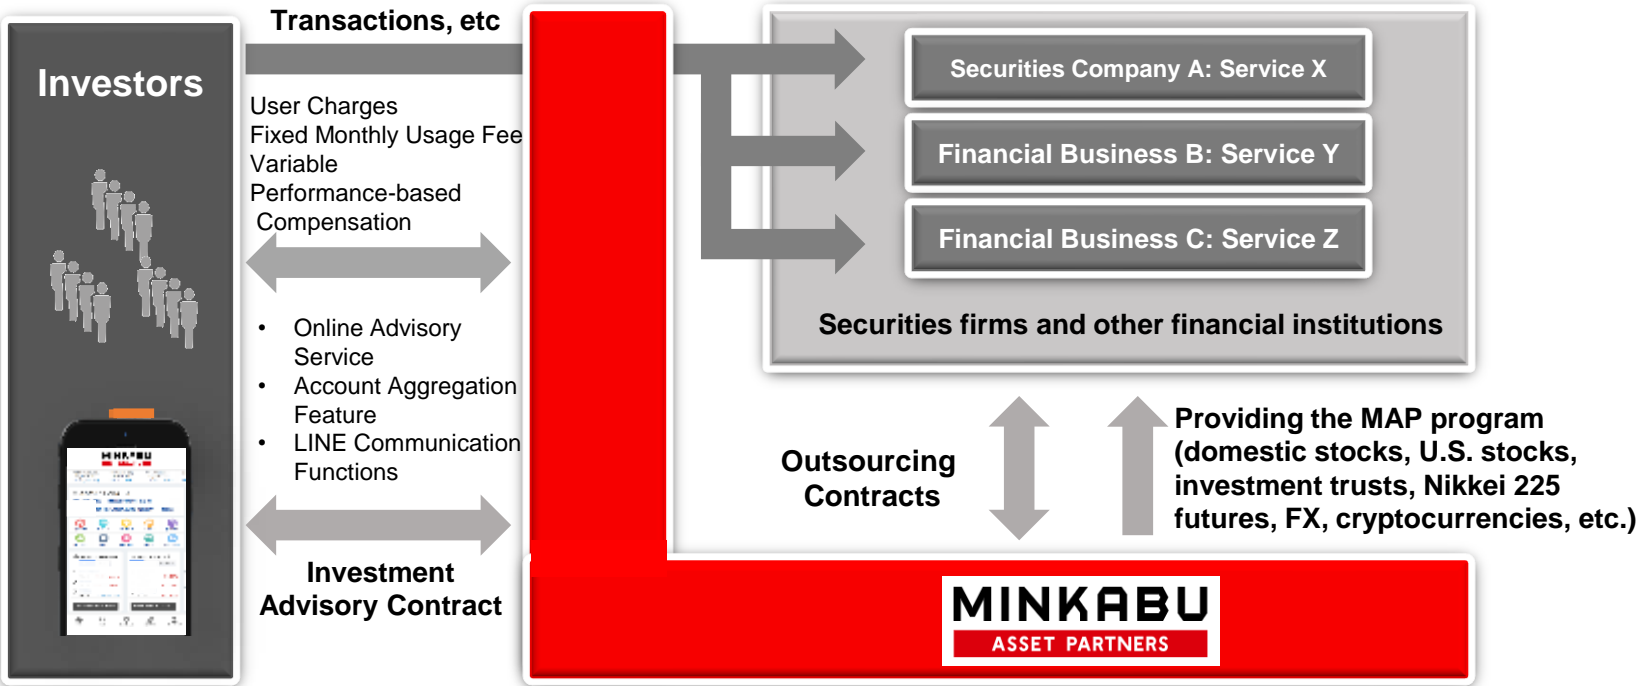 Investors
Transactions, etc
User Charges
Fixed Monthly Usage Fee
Variable
Performance-based
Compensation
• Online Advisory
Service
• Account Aggregation
Feature
• LINE Communication
Functions
Investment
Advisory Contract
Securities Company A: Service X
Financial Business B: Service Y
Financial Business C: Service Z
Securities firms and other financial institutions
Outsourcing
Contracts
Providing the MAP program
(domestic stocks, U.S. stocks,
investment trusts, Nikkei 225
futures, FX, cryptocurrencies, etc.)
MINKABU
ASSET PARTNERS
MINKABU